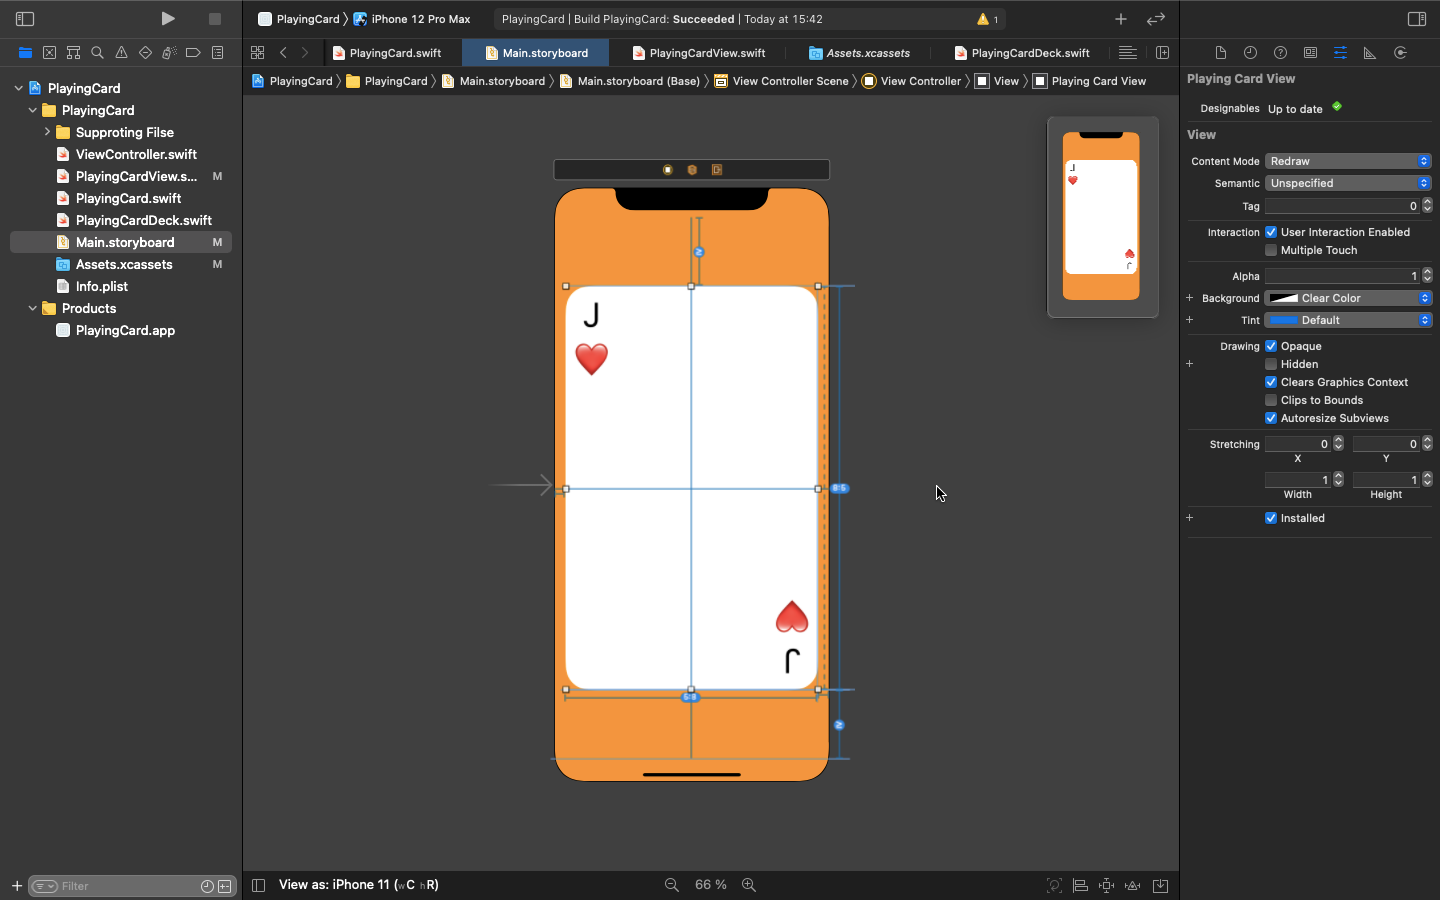 PlayingCard 〉 iPhone 12 Pro Max
PlayingCard | Build PlayingCard: Succeeded | Today at 15:42
1
PlayingCard.swift
Main.storyboard
PlayingCardView.swift
Assets.xcassets
PlayingCardDeck.swift
PlayingCard 〉 PlayingCard 〉 Main.storyboard 〉 Main.storyboard (Base) 〉 View Controller Scene 〉 View Controller 〉 View 〉 Playing Card View
PlayingCard
PlayingCard
Supproting Filse
ViewController.swift
PlayingCardView.s... M
PlayingCard.swift
PlayingCardDeck.swift
Main.storyboard M
Assets.xcassets M
Info.plist
Products
PlayingCard.app
Filter
J
J
J
J
View as: iPhone 11 (wC hR)
66 %
Playing Card View
Designables Up to date
View
Content Mode Redraw
Semantic Unspecified
Tag 0
Interaction User Interaction Enabled
Multiple Touch
Alpha 1
Background Clear Color
Tint Default
Drawing Opaque
Hidden
Clears Graphics Context
Clips to Bounds
Autoresize Subviews
Stretching 0 0
X Y
1 1
Width Height
Installed